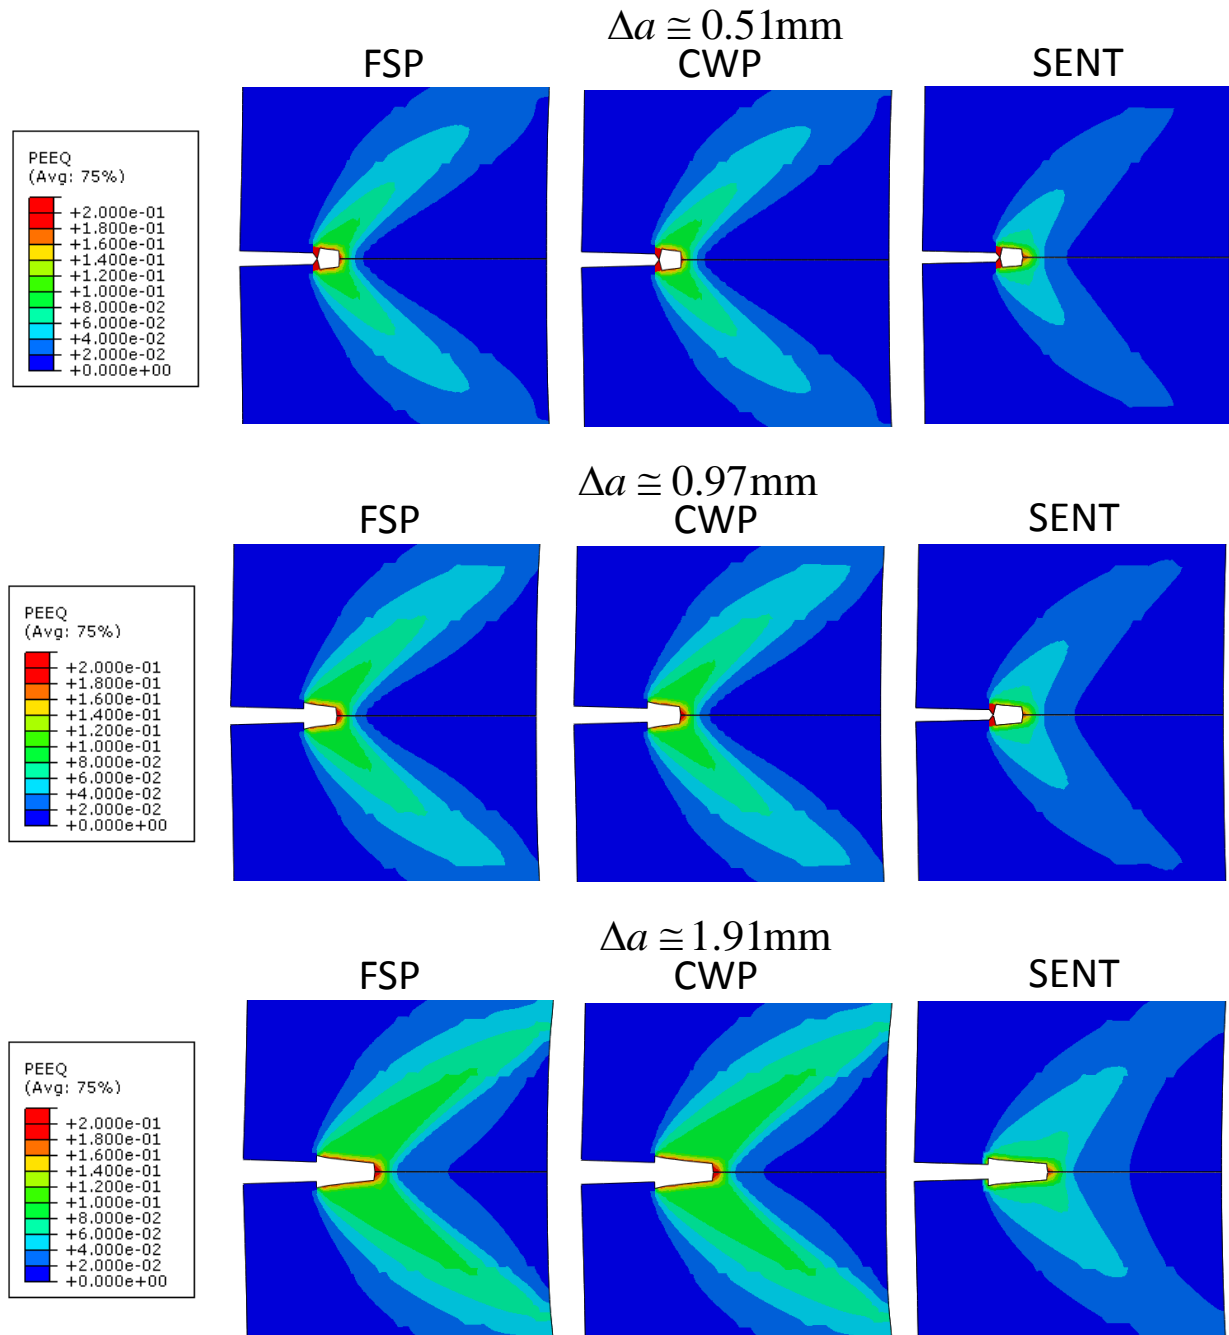 Δa ≅ 0.51mm
FSP CWP SENT
PEEQ
(Avg: 75%)
+2.000e-01
+1.800e-01
+1.600e-01
+1.400e-01
+1.200e-01
+1.000e-01
+8.000e-02
+6.000e-02
+4.000e-02
+2.000e-02
+0.000e+00
Δa ≅ 0.97mm
FSP CWP SENT
PEEQ
(Avg: 75%)
+2.000e-01
+1.800e-01
+1.600e-01
+1.400e-01
+1.200e-01
+1.000e-01
+8.000e-02
+6.000e-02
+4.000e-02
+2.000e-02
+0.000e+00
Δa ≅ 1.91mm
FSP CWP SENT
PEEQ
(Avg: 75%)
+2.000e-01
+1.800e-01
+1.600e-01
+1.400e-01
+1.200e-01
+1.000e-01
+8.000e-02
+6.000e-02
+4.000e-02
+2.000e-02
+0.000e+00